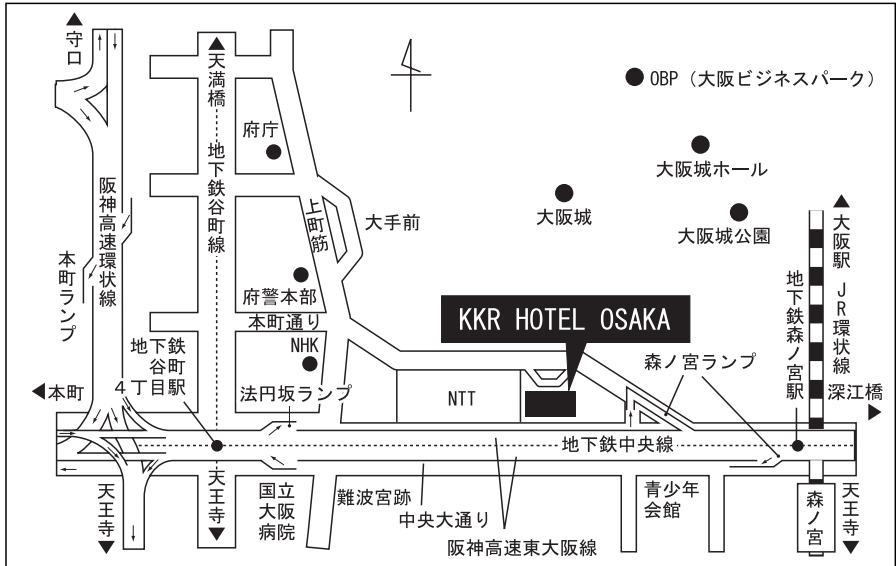 ▲
守口
▲
天満橋
地下鉄谷町線
阪神高速環状線
本町ランプ
府庁
上町筋
大手前
府警本部
本町通り
NHK
地下鉄
谷町
4丁目駅
法円坂ランプ
◀本町
OBP（大阪ビジネスパーク）
大阪城ホール
大阪城
大阪城公園
▲
大阪駅
JR環状線
地下鉄森ノ宮駅
KKR HOTEL OSAKA
森ノ宮ランプ
NTT
深江橋
▶
地下鉄中央線
天王寺
▼
天王寺
▼
国立
大阪
病院
難波宮跡
中央大通り
阪神高速東大阪線
青少年
会館
森ノ宮
天王寺
▼